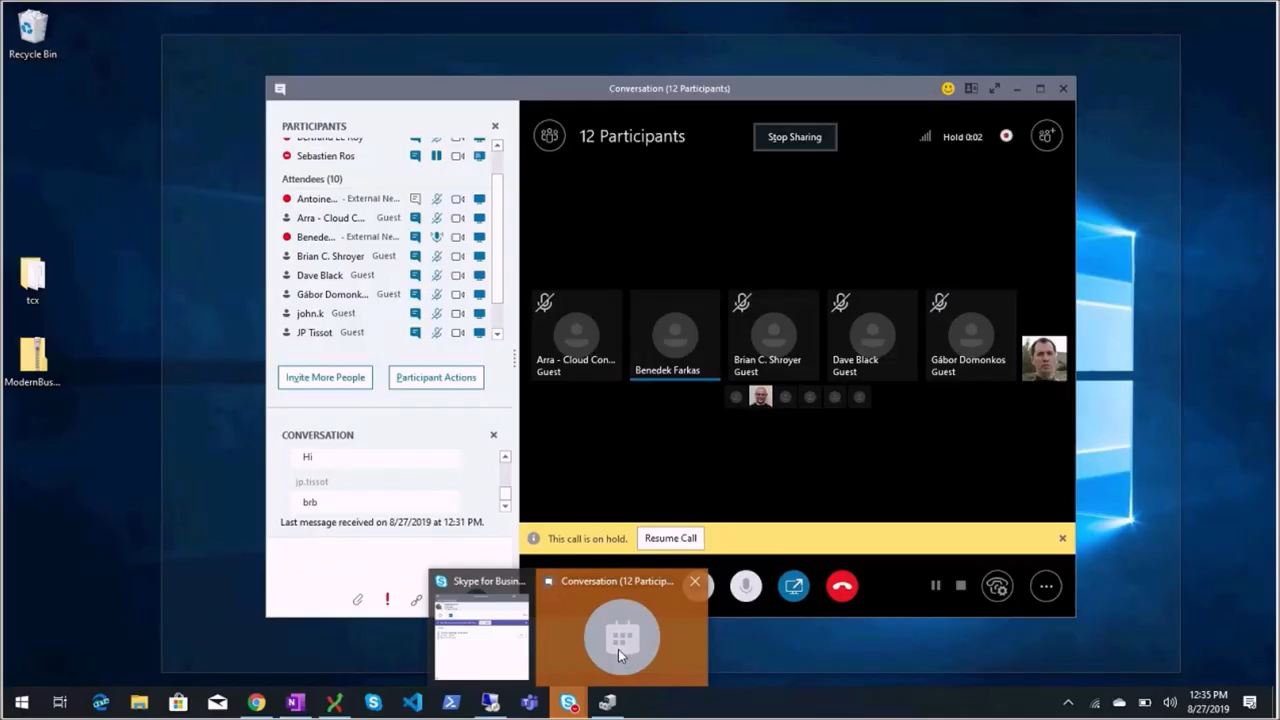 Recycle Bin
tcx
ModernBus...
Conversation (12 Participants)
PARTICIPANTS
Sebastien Ros
Attendees (10)
Antoine... - External Ne...
Arra - Cloud C... Guest
Benede... - External Ne...
Brian C. Shroyer Guest
Dave Black Guest
Gábor Domonk... Guest
john.k Guest
JP Tissot Guest
Invite More People
Participant Actions
CONVERSATION
Hi
jp.tissot
brb
Last message received on 8/27/2019 at 12:31 PM.
12 Participants
Stop Sharing
Hold 0:02
Arra - Cloud Con...
Guest
Benedek Farkas
Brian C. Shroyer
Guest
Dave Black
Guest
Gábor Domonkos
Guest
This call is on hold.
Resume Call
Skype for Busin...
Conversation (12 Particip...
12:35 PM
8/27/2019